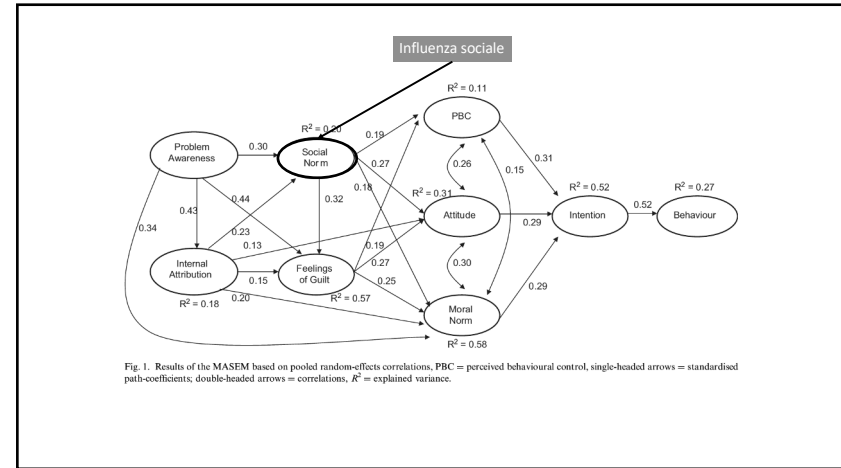 Influenza sociale
R² = 0.11
PBC
R² = 0.20
0.19
Problem
Awareness
0.30
Social
Norm
0.27
0.26
0.15
0.31
0.18
R² = 0.31
R² = 0.52
R² = 0.27
0.44
0.32
Attitude
Intention
0.52
Behaviour
0.43
0.29
0.34
0.23
0.13
0.19
Internal
Attribution
Feelings
of Guilt
0.27
0.30
0.15
0.25
0.29
0.20
R² = 0.18
R² = 0.57
Moral
Norm
R² = 0.58
Fig. 1. Results of the MASEM based on pooled random-effects correlations, PBC = perceived behavioural control, single-headed arrows = standardised
path-coefficients; double-headed arrows = correlations, R² = explained variance.